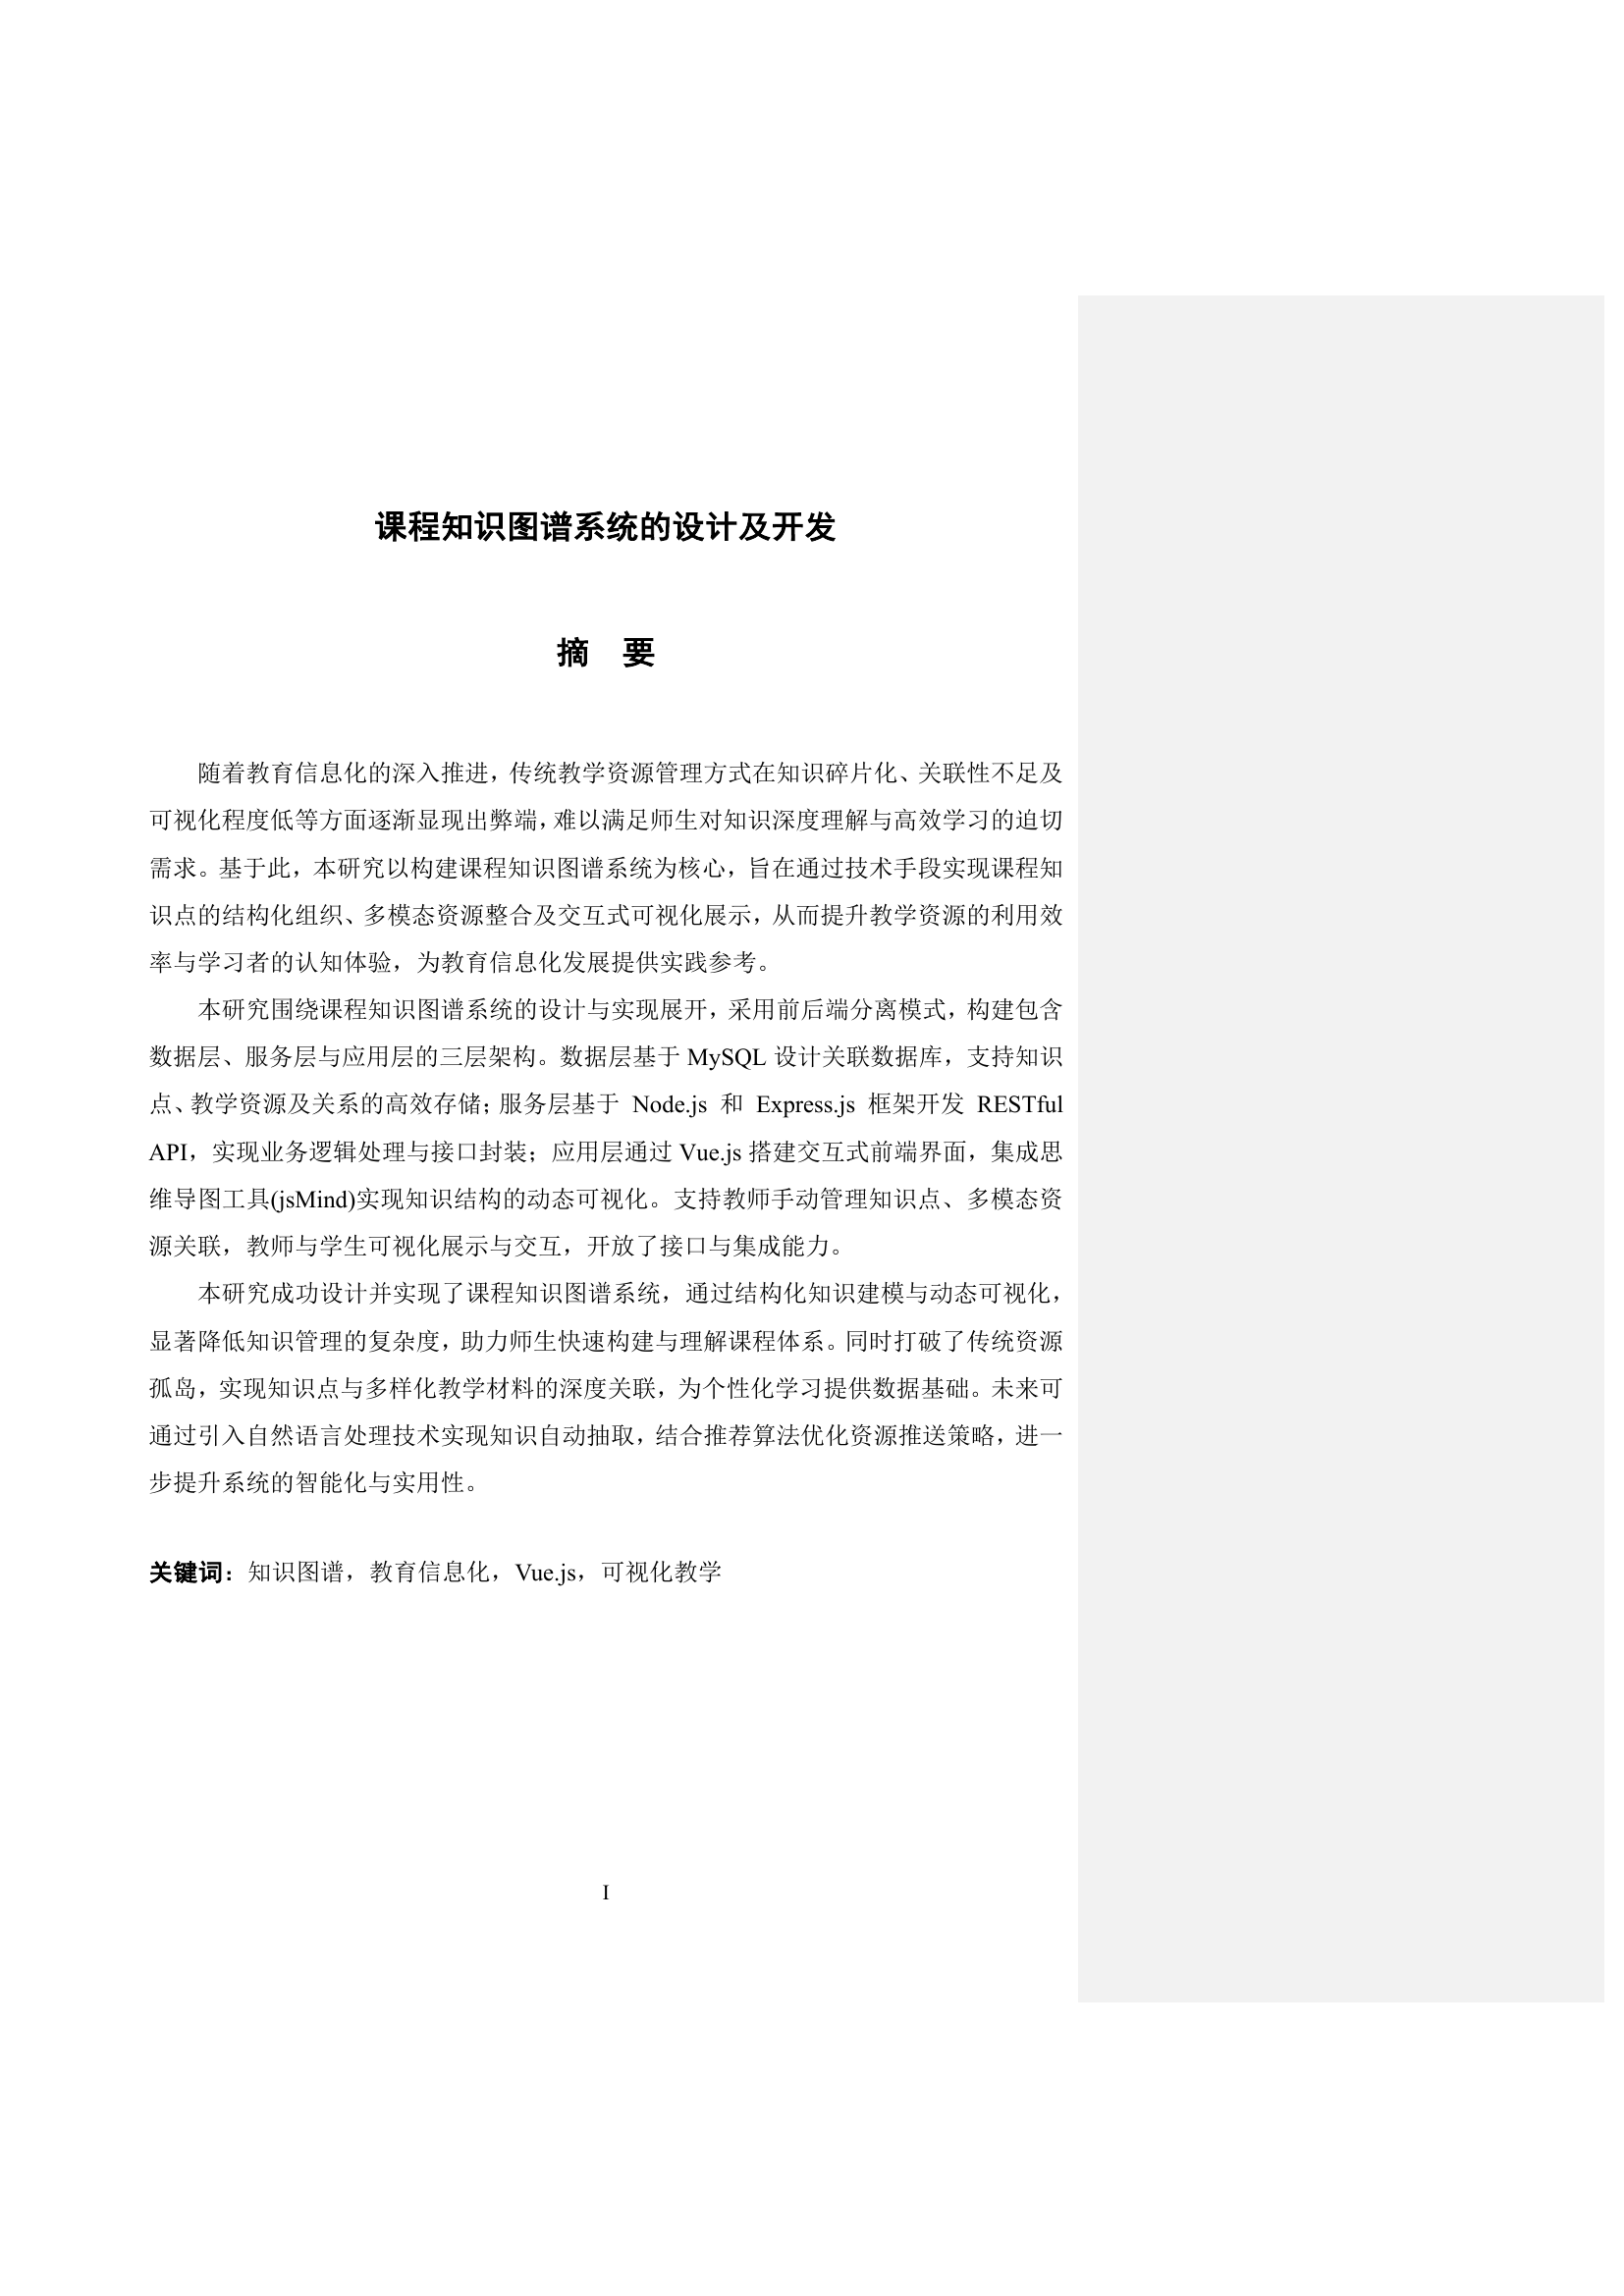 课程知识图谱系统的设计及开发
摘　要
随着教育信息化的深入推进，传统教学资源管理方式在知识碎片化、关联性不足及
可视化程度低等方面逐渐显现出弊端，难以满足师生对知识深度理解与高效学习的迫切
需求。基于此，本研究以构建课程知识图谱系统为核心，旨在通过技术手段实现课程知
识点的结构化组织、多模态资源整合及交互式可视化展示，从而提升教学资源的利用效
率与学习者的认知体验，为教育信息化发展提供实践参考。
本研究围绕课程知识图谱系统的设计与实现展开，采用前后端分离模式，构建包含
数据层、服务层与应用层的三层架构。数据层基于 MySQL 设计关联数据库，支持知识
点、教学资源及关系的高效存储；服务层基于 Node.js 和 Express.js 框架开发 RESTful
API，实现业务逻辑处理与接口封装；应用层通过 Vue.js 搭建交互式前端界面，集成思
维导图工具(jsMind)实现知识结构的动态可视化。支持教师手动管理知识点、多模态资
源关联，教师与学生可视化展示与交互，开放了接口与集成能力。
本研究成功设计并实现了课程知识图谱系统，通过结构化知识建模与动态可视化，
显著降低知识管理的复杂度，助力师生快速构建与理解课程体系。同时打破了传统资源
孤岛，实现知识点与多样化教学材料的深度关联，为个性化学习提供数据基础。未来可
通过引入自然语言处理技术实现知识自动抽取，结合推荐算法优化资源推送策略，进一
步提升系统的智能化与实用性。
关键词：知识图谱，教育信息化，Vue.js，可视化教学
I